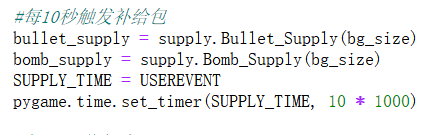 #每10秒触发补给包
bullet_supply = supply.Bullet_Supply(bg_size)
bomb_supply = supply.Bomb_Supply(bg_size)
SUPPLY_TIME = USEREVENT
pygame.time.set_timer(SUPPLY_TIME, 10 * 1000)